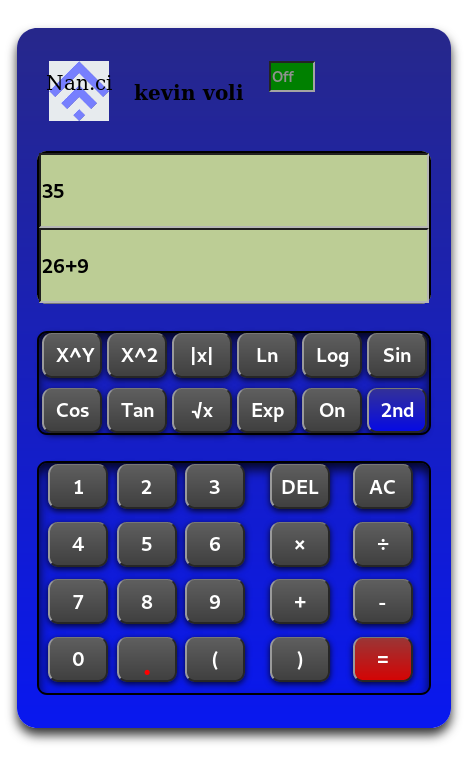 Nan.ci kevin voli Off
35
26+9
X^Y X^2 |x| Ln Log Sin
Cos Tan √x Exp On 2nd
1 2 3 DEL AC
4 5 6 × ÷
7 8 9 + -
0 . ( ) =